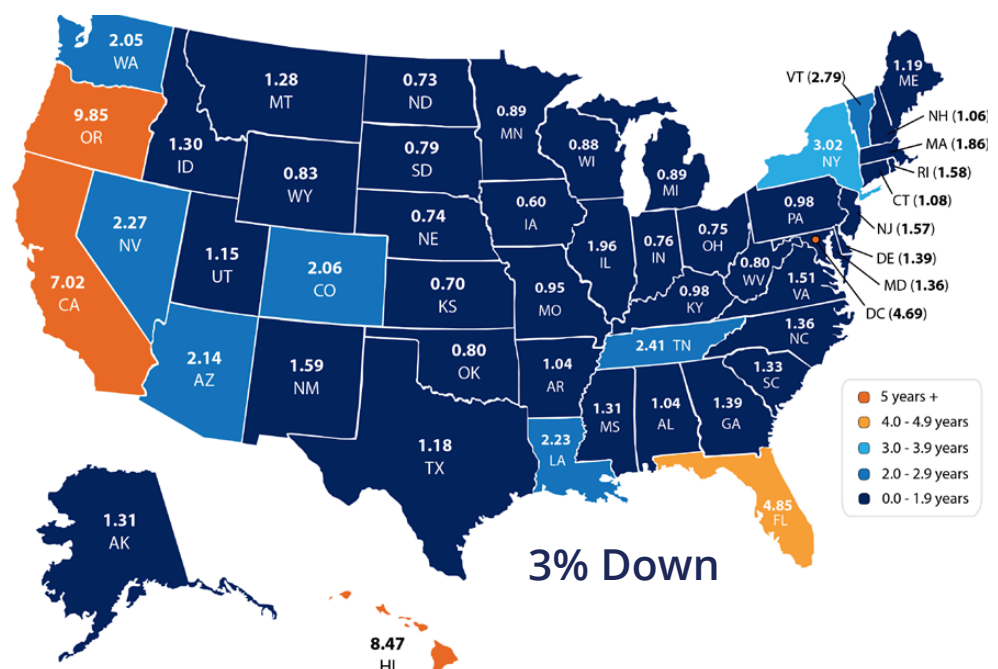 2.05
WA
9.85
OR
7.02
CA
2.27
NV
1.30
ID
1.28
MT
0.83
WY
1.15
UT
2.06
CO
2.14
AZ
1.59
NM
0.73
ND
0.79
SD
0.74
NE
0.70
KS
0.80
OK
1.18
TX
0.89
MN
0.60
IA
0.95
MO
1.04
AR
2.23
LA
0.88
WI
1.96
IL
0.89
MI
0.76
IN
0.75
OH
0.98
KY
2.41 TN
1.31
MS
1.04
AL
1.39
GA
4.85
FL
1.33
SC
1.36
NC
1.51
VA
0.80
WV
0.98
PA
3.02
NY
1.19
ME
VT (2.79)
NH (1.06)
MA (1.86)
RI (1.58)
CT (1.08)
NJ (1.57)
DE (1.39)
MD (1.36)
DC (4.69)
5 years +
4.0 - 4.9 years
3.0 - 3.9 years
2.0 - 2.9 years
0.0 - 1.9 years
1.31
AK
8.47
HI
3% Down